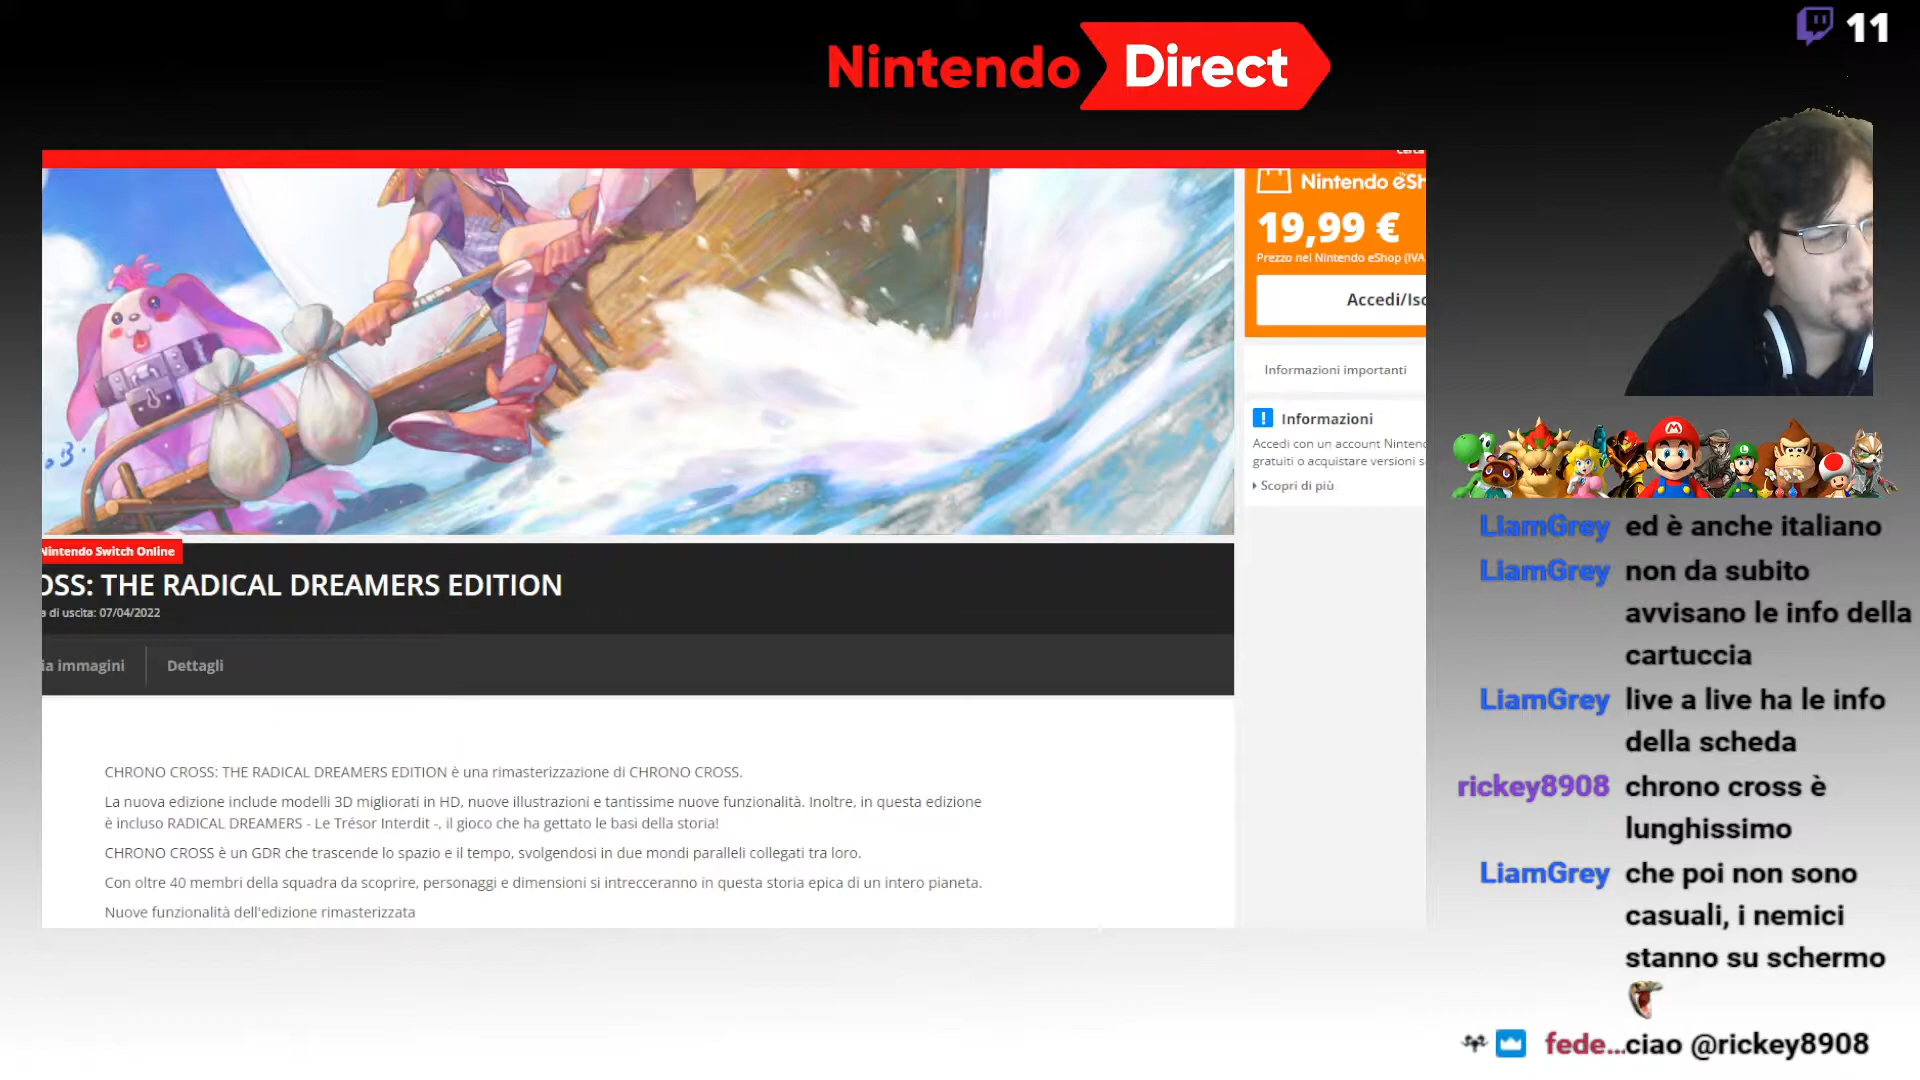 11
Nintendo Direct
Nintendo eSh
19,99 €
Prezzo nel Nintendo eShop (IVA
Accedi/Isc
Informazioni importanti
Informazioni
Accedi con un account Nintend
gratuiti o acquistare versioni s
Scopri di più
Nintendo Switch Online
OSS: THE RADICAL DREAMERS EDITION
a di uscita: 07/04/2022
ia immagini
Dettagli
CHRONO CROSS: THE RADICAL DREAMERS EDITION è una rimasterizzazione di CHRONO CROSS.
La nuova edizione include modelli 3D migliorati in HD, nuove illustrazioni e tantissime nuove funzionalità. Inoltre, in questa edizione
è incluso RADICAL DREAMERS - Le Trésor Interdit -, il gioco che ha gettato le basi della storia!
CHRONO CROSS è un GDR che trascende lo spazio e il tempo, svolgendosi in due mondi paralleli collegati tra loro.
Con oltre 40 membri della squadra da scoprire, personaggi e dimensioni si intrecceranno in questa storia epica di un intero pianeta.
Nuove funzionalità dell'edizione rimasterizzata
LiamGrey ed è anche italiano
LiamGrey non da subito
avvisano le info della
cartuccia
LiamGrey live a live ha le info
della scheda
rickey8908 chrono cross è
lunghissimo
LiamGrey che poi non sono
casuali, i nemici
stanno su schermo
fede... ciao @rickey8908